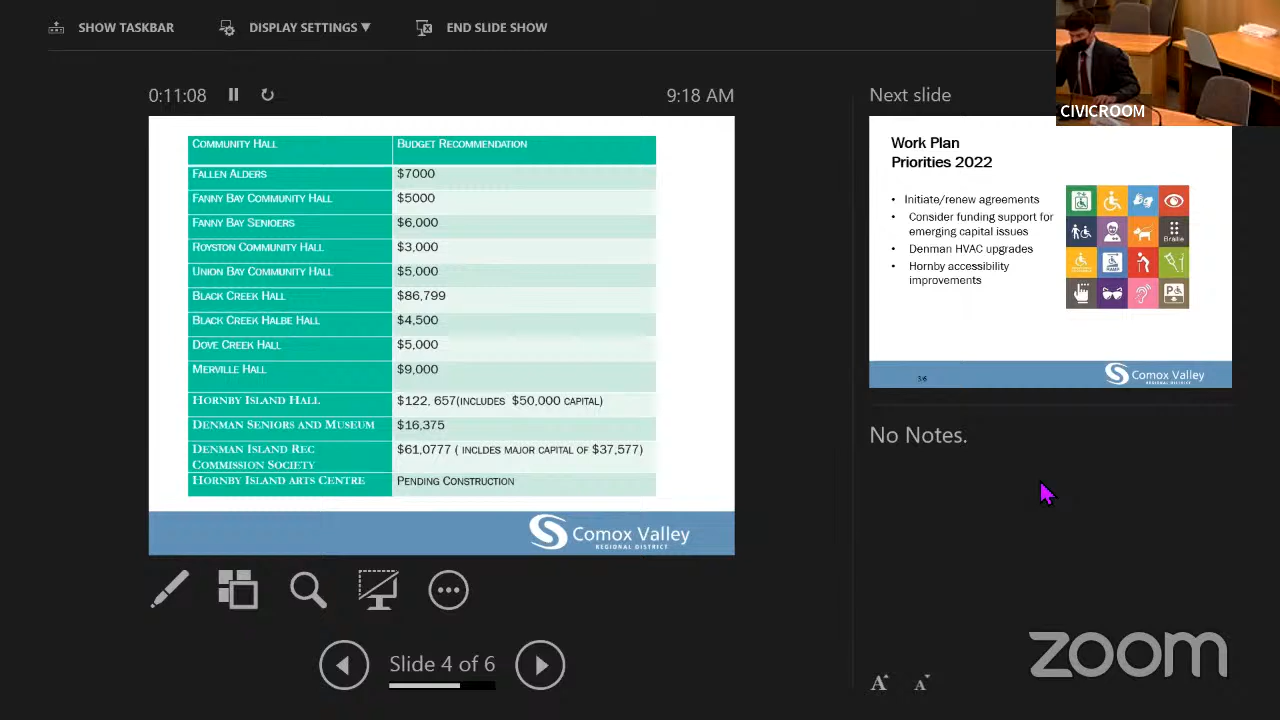 SHOW TASKBAR
DISPLAY SETTINGS ▼
END SLIDE SHOW
0:11:08
9:18 AM
Next slide
CIVICROOM
COMMUNITY HALL BUDGET RECOMMENDATION
FALLEN ALDERS $7000
FANNY BAY COMMUNITY HALL $5000
FANNY BAY SENIOERS $6,000
ROYSTON COMMUNITY HALL $3,000
UNION BAY COMMUNITY HALL $5,000
BLACK CREEK HALL $86,799
BLACK CREEK HALBE HALL $4,500
DOVE CREEK HALL $5,000
MERVILLE HALL $9,000
HORNBY ISLAND HALL $122, 657(INCLUDES $50,000 CAPITAL)
DENMAN SENIORS AND MUSEUM $16,375
DENMAN ISLAND REC $61,0777 ( INCLDES MAJOR CAPITAL OF $37,577)
COMMISSION SOCIETY
HORNBY ISLAND ARTS CENTRE PENDING CONSTRUCTION
Comox Valley
REGIONAL DISTRICT
Work Plan
Priorities 2022
• Initiate/renew agreements
• Consider funding support for
emerging capital issues
• Denman HVAC upgrades
• Hornby accessibility
improvements
Braille
RAMP
P
36
Comox Valley
REGIONAL DISTRICT
No Notes.
Slide 4 of 6
A A
zoom